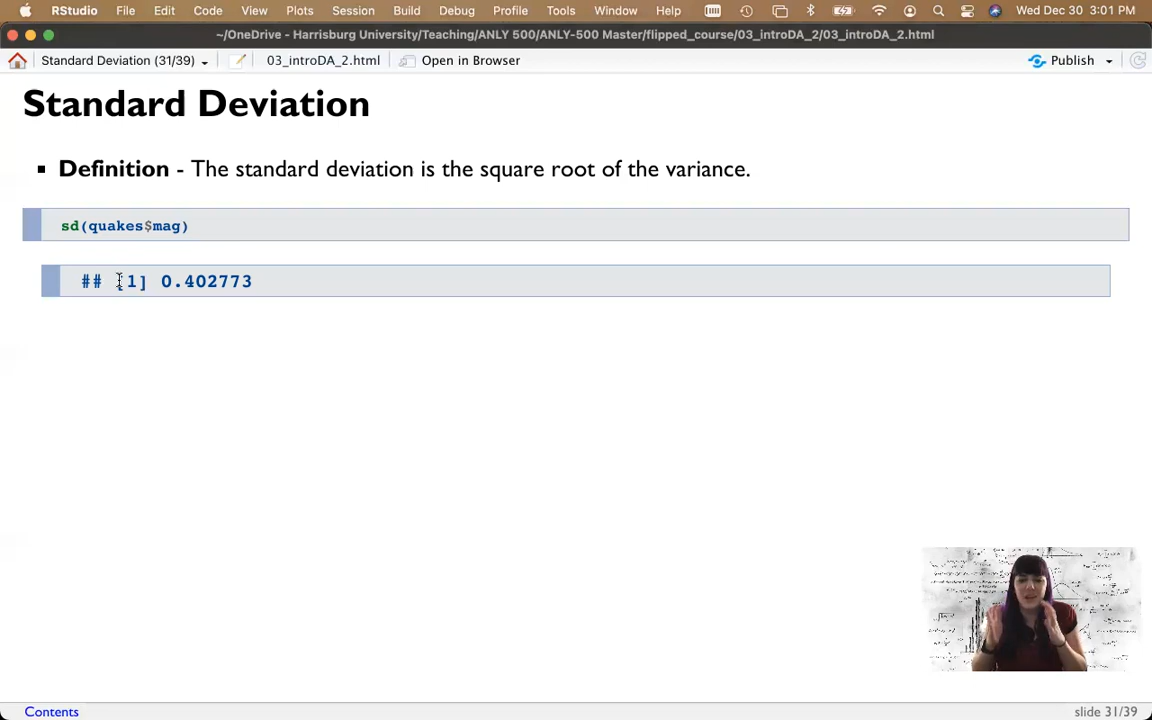 RStudio File Edit Code View Plots Session Build Debug Profile Tools Window Help Wed Dec 30 3:01 PM
~/OneDrive - Harrisburg University/Teaching/ANLY 500/ANLY-500 Master/flipped_course/03_introDA_2/03_introDA_2.html
Standard Deviation (31/39) 03_introDA_2.html Open in Browser Publish
Standard Deviation
▪ Definition - The standard deviation is the square root of the variance.
sd(quakes$mag)
## [1] 0.402773
Contents slide 31/39